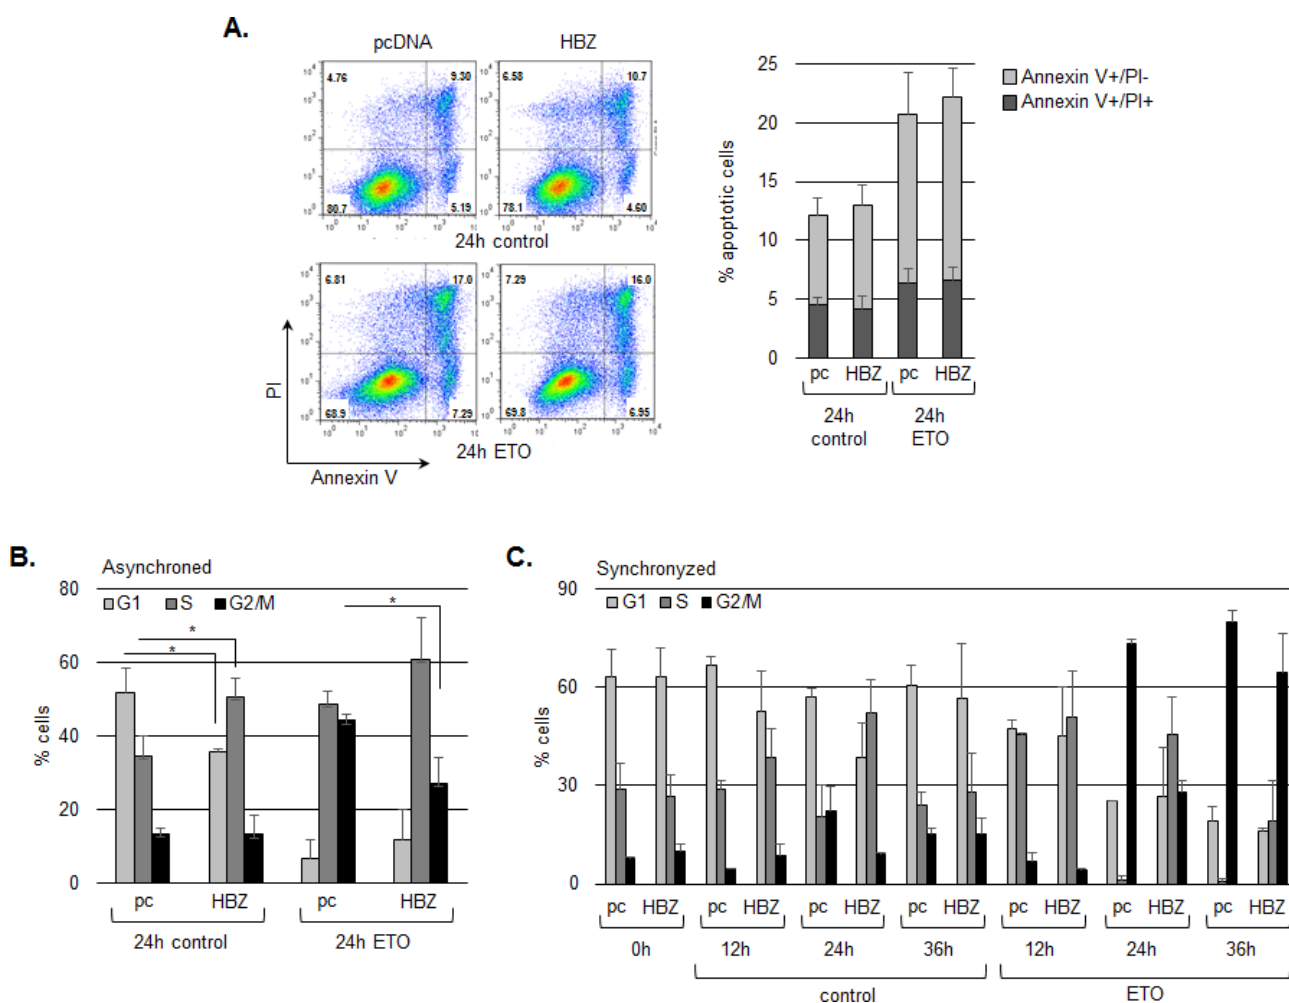 A.
pcDNA
HBZ
4.76
9.30
6.58
10.7
80.7
5.19
78.1
4.60
24h control
6.81
17.0
7.29
16.0
68.9
7.29
69.8
6.95
24h ETO
PI
Annexin V
25
20
15
10
5
0
% apoptotic cells
Annexin V+/PI-
Annexin V+/PI+
pc HBZ pc HBZ
24h control
24h ETO
B.
Asynchroned
G1 S G2/M
80
60
40
20
0
% cells
*
*
*
pc HBZ pc HBZ
24h control 24h ETO
C.
Synchronyzed
G1 S G2/M
90
60
30
0
% cells
pc HBZ pc HBZ pc HBZ pc HBZ pc HBZ pc HBZ pc HBZ
0h 12h 24h 36h 12h 24h 36h
control ETO